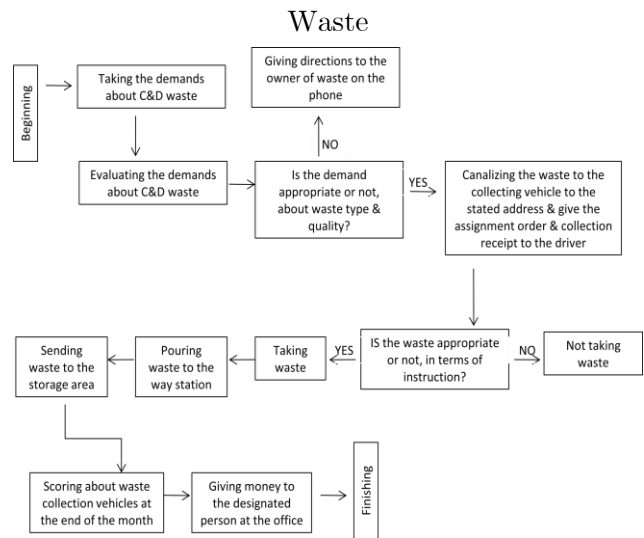 Waste
Beginning
Taking the demands
about C&D waste
Giving directions to the
owner of waste on the
phone
NO
Evaluating the demands
about C&D waste
Is the demand
appropriate or not,
about waste type &
quality?
YES
Canalizing the waste to the
collecting vehicle to the
stated address & give the
assignment order & collection
receipt to the driver
Sending
waste to the
storage area
Pouring
waste to the
way station
Taking
waste
YES
IS the waste appropriate
or not, in terms of
instruction?
NO
Not taking
waste
Scoring about waste
collection vehicles at
the end of the month
Giving money to
the designated
person at the office
Finishing